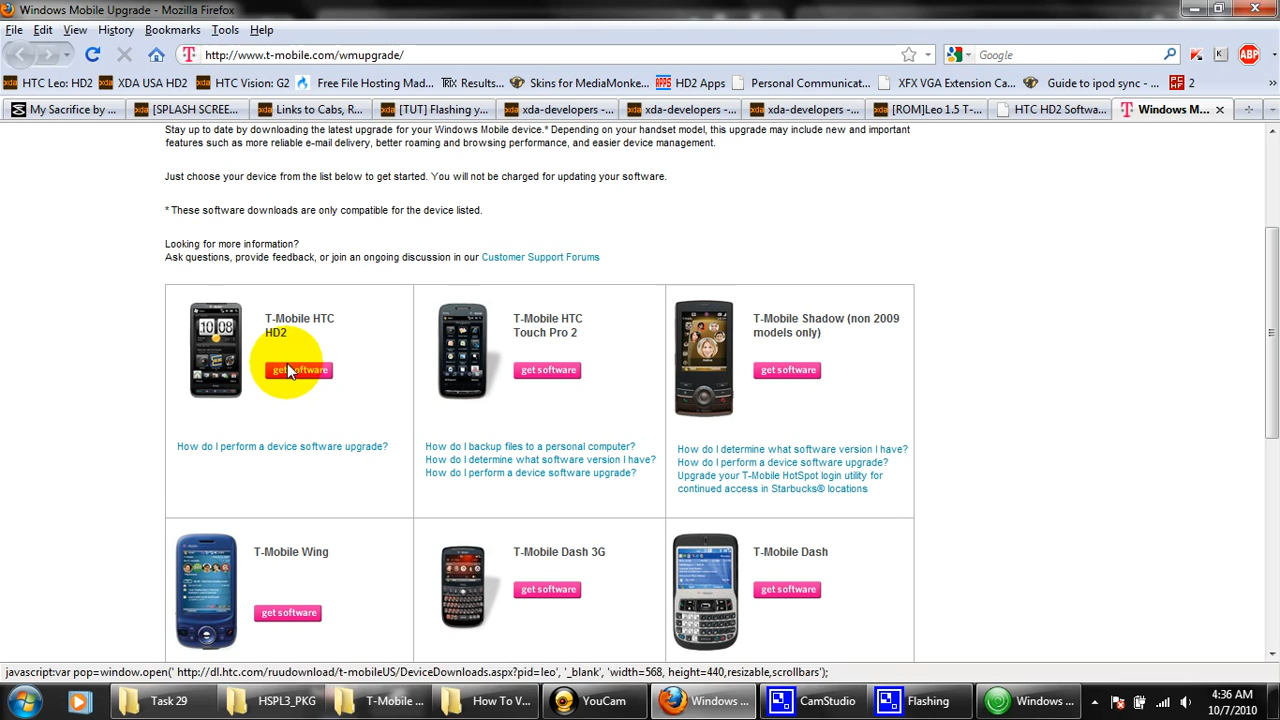 Windows Mobile Upgrade - Mozilla Firefox
File Edit View History Bookmarks Tools Help
http://www.t-mobile.com/wmupgrade/
Google
HTC Leo: HD2 XDA USA HD2 HTC Vision: G2 Free File Hosting Mad... Results... Skins for MediaMonke... HD2 Apps Personal Communicat... XFX VGA Extension Ca... Guide to ipod sync - ... 2
My Sacrifice by ... [SPLASH SCREE... Links to Cabs, R... [TUT] Flashing y... xda-developers -... xda-developers -... xda-developers -... [ROM]Leo 1.5 T-... HTC HD2 Softwa... Windows M...
Stay up to date by downloading the latest upgrade for your Windows Mobile device.* Depending on your handset model, this upgrade may include new and important
features such as more reliable e-mail delivery, better roaming and browsing performance, and easier device management.
Just choose your device from the list below to get started. You will not be charged for updating your software.
* These software downloads are only compatible for the device listed.
Looking for more information?
Ask questions, provide feedback, or join an ongoing discussion in our Customer Support Forums
T-Mobile HTC
HD2
get software
How do I perform a device software upgrade?
T-Mobile HTC
Touch Pro 2
get software
How do I backup files to a personal computer?
How do I determine what software version I have?
How do I perform a device software upgrade?
T-Mobile Shadow (non 2009
models only)
get software
How do I determine what software version I have?
How do I perform a device software upgrade?
Upgrade your T-Mobile HotSpot login utility for
continued access in Starbucks® locations
T-Mobile Wing
get software
T-Mobile Dash 3G
get software
T-Mobile Dash
get software
javascript:var pop=window.open(' http://dl.htc.com/ruudownload/t-mobileUS/DeviceDownloads.aspx?pid=leo', '_blank', 'width=568, height=440,resizable,scrollbars');
Task 29 HSPL3_PKG T-Mobile ... How To V... YouCam Windows ... CamStudio Flashing Windows ...
4:36 AM
10/7/2010